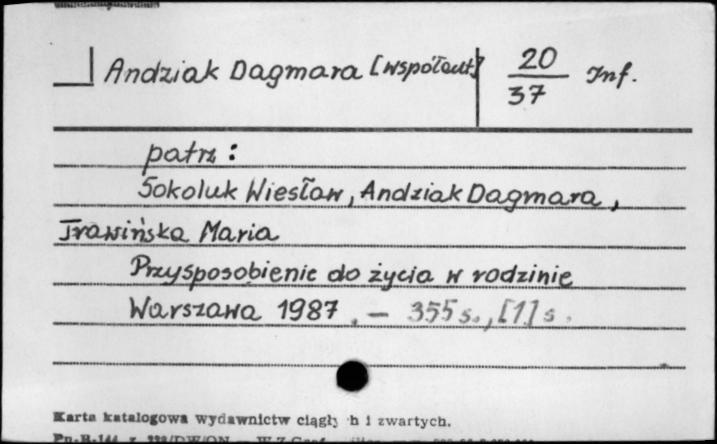 Andziak Dagmara [współaut] 20/37 Inf.
patrz :
Sokoluk Wiesław, Andziak Dagmara,
Trawińska Maria
Przysposobienie do życia w rodzinie
Warszawa 1987. — 355 s., [1] s.
Karta katalogowa wydawnictw ciągłych i zwartych.